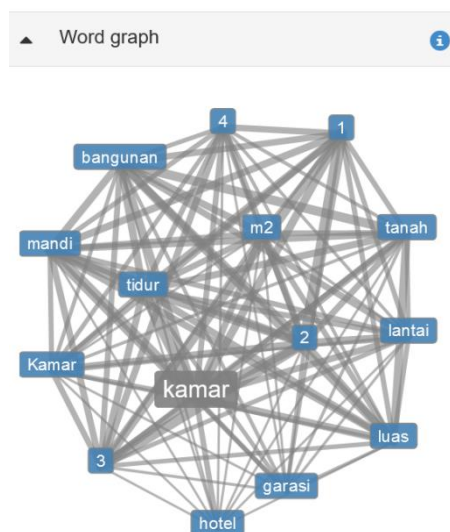 Word graph
4
1
bangunan
m2
tanah
mandi
tidur
2
lantai
Kamar
kamar
luas
3
garasi
hotel